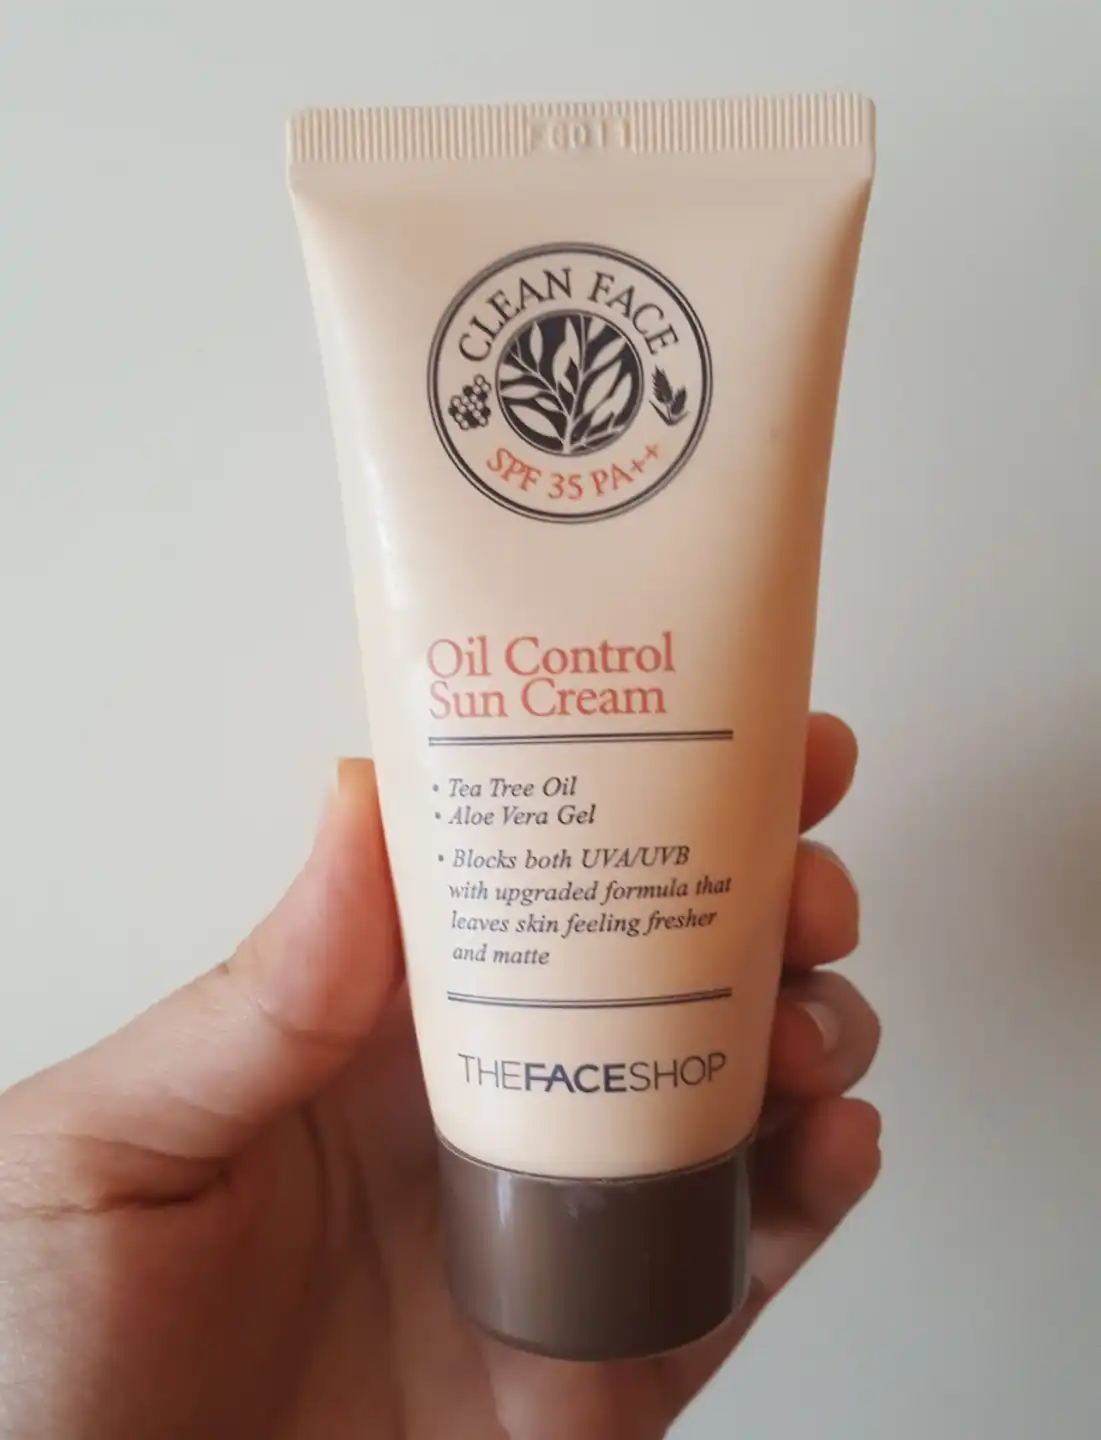 CLEAN FACE
SPF 35 PA++
Oil Control
Sun Cream
• Tea Tree Oil
• Aloe Vera Gel
• Blocks both UVA/UVB
with upgraded formula that
leaves skin feeling fresher
and matte
THEFACESHOP